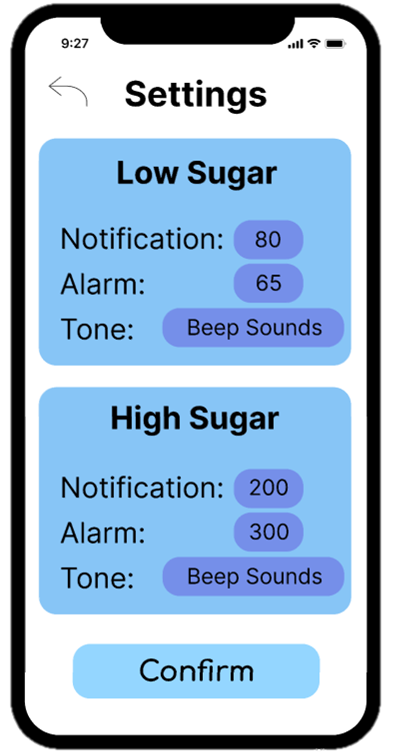 9:27
Settings
Low Sugar
Notification: 80
Alarm: 65
Tone: Beep Sounds
High Sugar
Notification: 200
Alarm: 300
Tone: Beep Sounds
Confirm